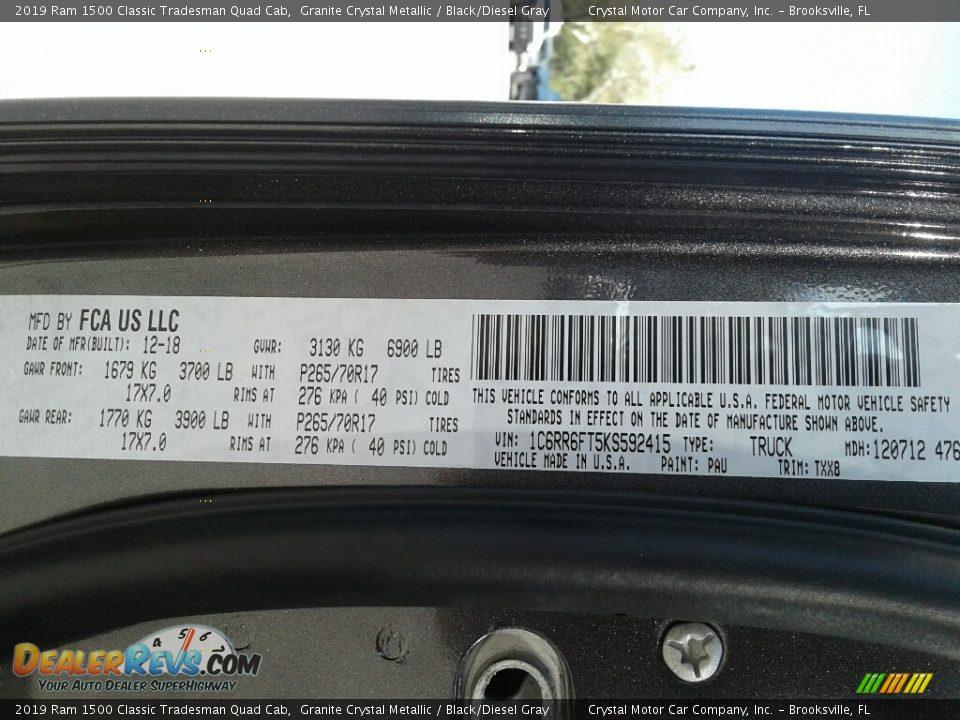 2019 Ram 1500 Classic Tradesman Quad Cab,  Granite Crystal Metallic / Black/Diesel Gray    Crystal Motor Car Company, Inc. - Brooksville, FL
MFD BY FCA US LLC
DATE OF MFR(BUILT): 12-18 GVWR: 3130 KG 6900 LB
GAWR FRONT: 1679 KG 3700 LB WITH P265/70R17 TIRES
17X7.0 RIMS AT 276 KPA ( 40 PSI) COLD
GAWR REAR: 1770 KG 3900 LB WITH P265/70R17 TIRES
17X7.0 RIMS AT 276 KPA ( 40 PSI) COLD
THIS VEHICLE CONFORMS TO ALL APPLICABLE U.S.A. FEDERAL MOTOR VEHICLE SAFETY
STANDARDS IN EFFECT ON THE DATE OF MANUFACTURE SHOWN ABOVE.
VIN: 1C6RR6FT5KS592415 TYPE: TRUCK MDH: 120712 476
VEHICLE MADE IN U.S.A. PAINT: PAU TRIM: TXX8
4 5 6
DealerRevs.com
Your Auto Dealer SuperHighway
2019 Ram 1500 Classic Tradesman Quad Cab,  Granite Crystal Metallic / Black/Diesel Gray    Crystal Motor Car Company, Inc. - Brooksville, FL